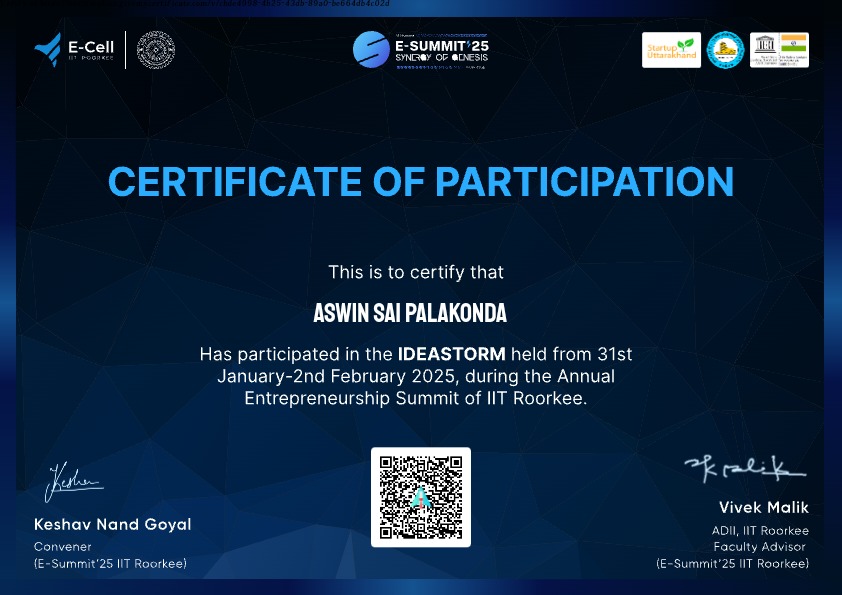 E-Cell
IIT ROORKEE
E-SUMMIT'25
SYNERGY OF GENESIS
Startup
Uttarakhand
CERTIFICATE OF PARTICIPATION
This is to certify that
ASWIN SAI PALAKONDA
Has participated in the IDEASTORM held from 31st
January-2nd February 2025, during the Annual
Entrepreneurship Summit of IIT Roorkee.
Keshav Nand Goyal
Convener
(E-Summit'25 IIT Roorkee)
Vivek Malik
ADII, IIT Roorkee
Faculty Advisor
(E-Summit'25 IIT Roorkee)